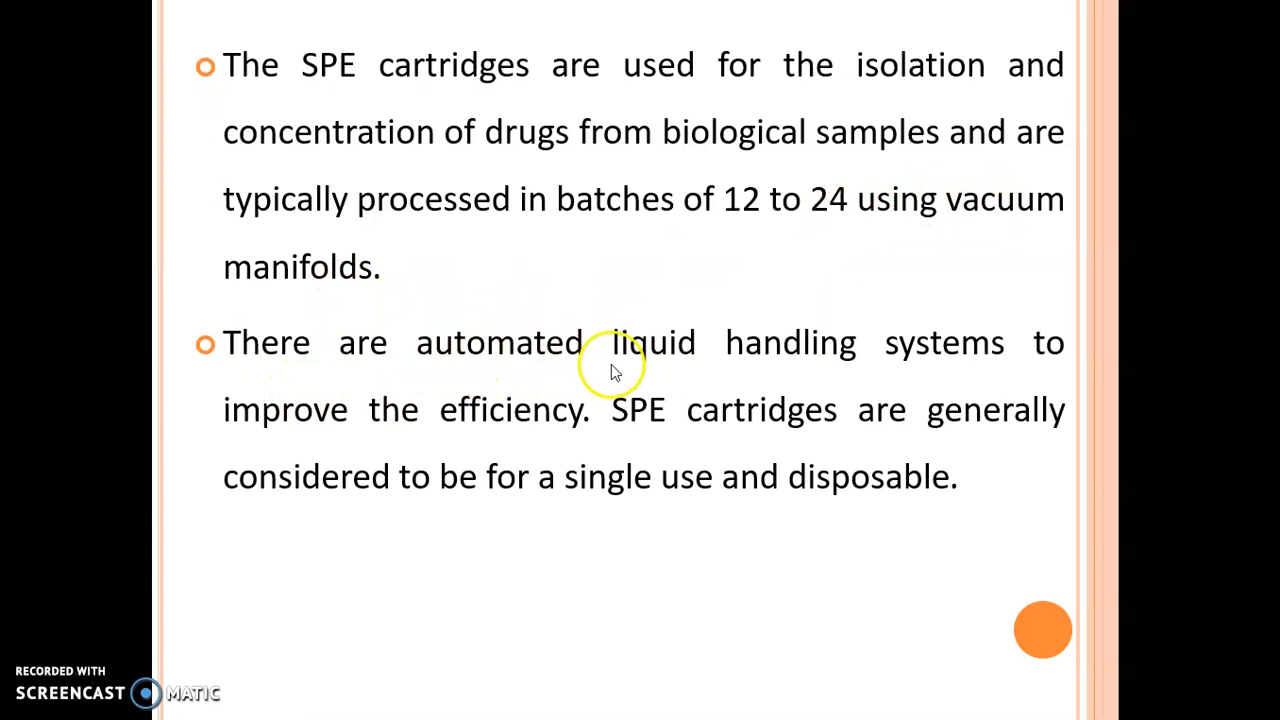 The SPE cartridges are used for the isolation and
concentration of drugs from biological samples and are
typically processed in batches of 12 to 24 using vacuum
manifolds.
There are automated liquid handling systems to
improve the efficiency. SPE cartridges are generally
considered to be for a single use and disposable.
RECORDED WITH
SCREENCAST MATIC